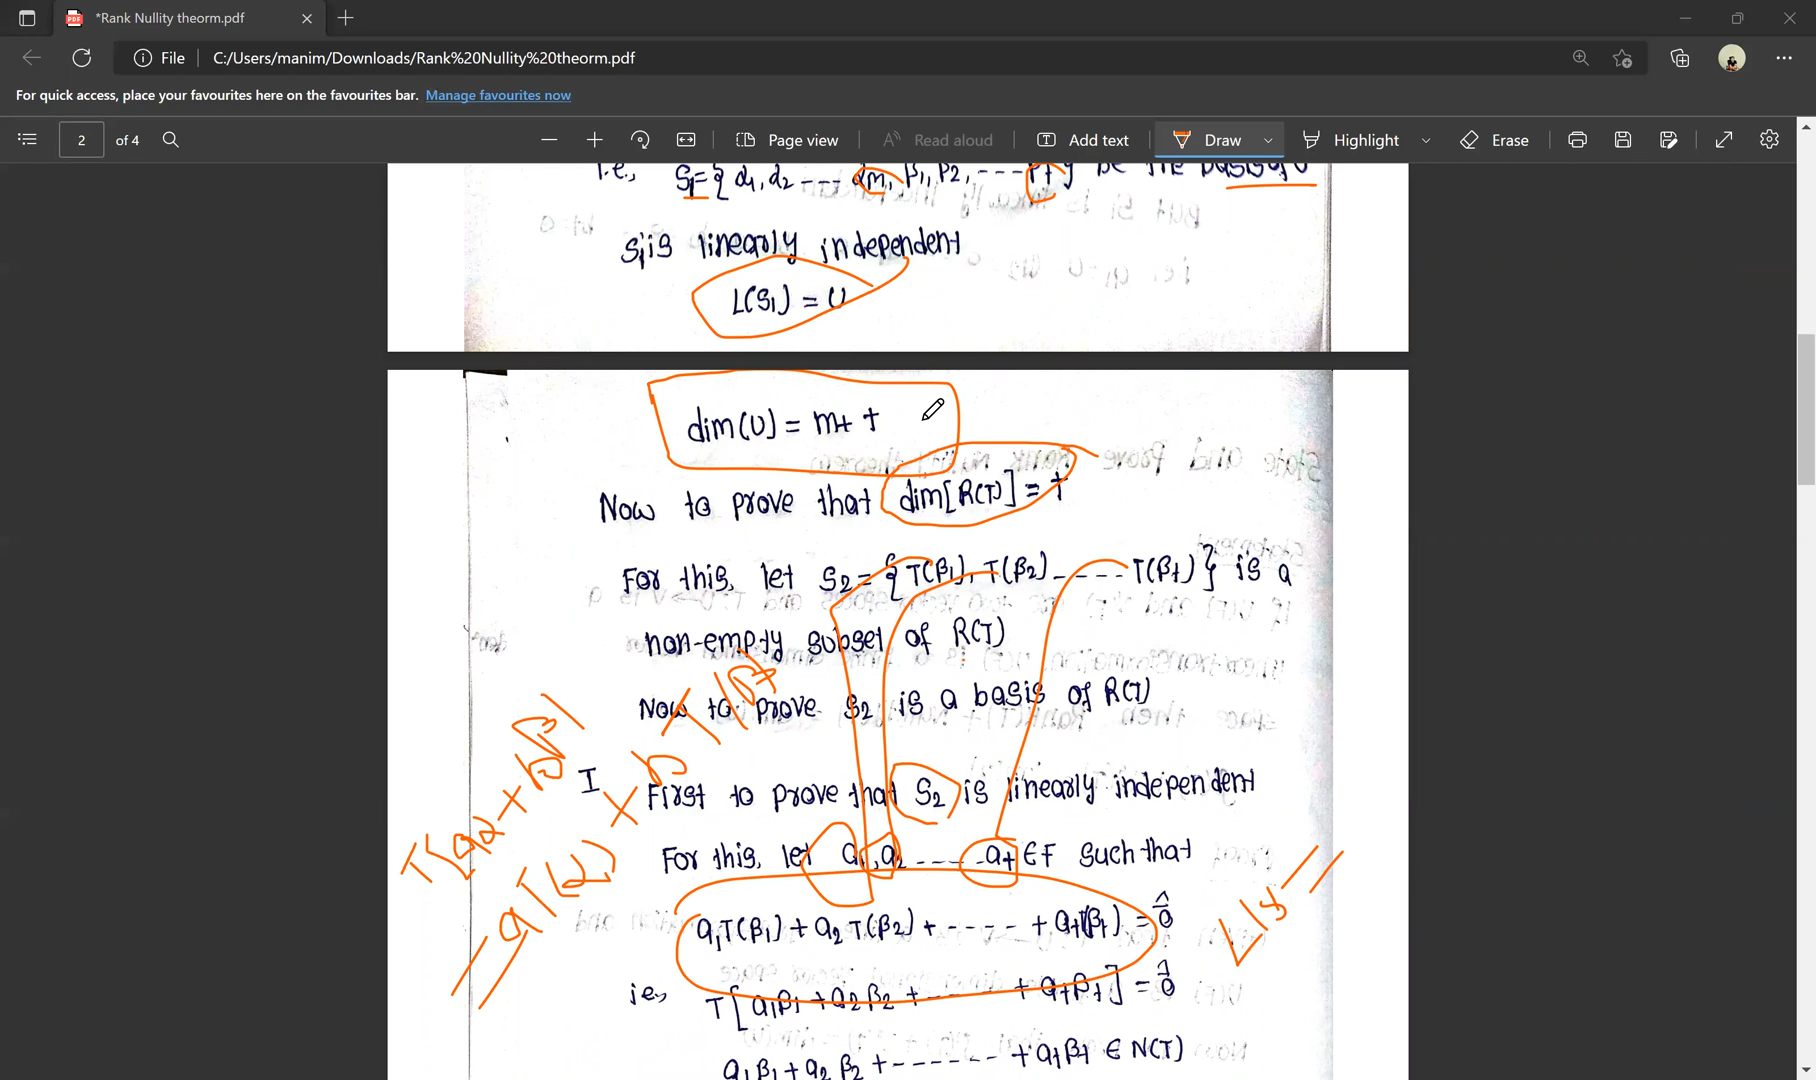 *Rank Nullity theorm.pdf
File C:/Users/manim/Downloads/Rank%20Nullity%20theorm.pdf
For quick access, place your favourites here on the favourites bar. Manage favourites now
2 of 4 Page view Read aloud Add text Draw Highlight Erase
i.e., S1={α1, α2 ---- αm, β1, β2, ----βt} be the basis of U
S1 is linearly independent
L(S1) = U
dim(U) = m+t
Now to prove that dim[R(T)] = t
For this, let S2 = {T(β1), T(β2) ----- T(βt)} is a
non-empty subset of R(T)
Now to prove S2 is a basis of R(T)
I First to prove that S2 is linearly independent
For this, let a1, a2 ------ at ∈ F such that
a1T(β1) + a2 T(β2) + ---- + atT(βt) = 0̂
ie, T[a1β1 + a2β2 + ------ + atβt] = 0̂
a1β1 + a2β2 + ------- + atβt ∈ N(T)